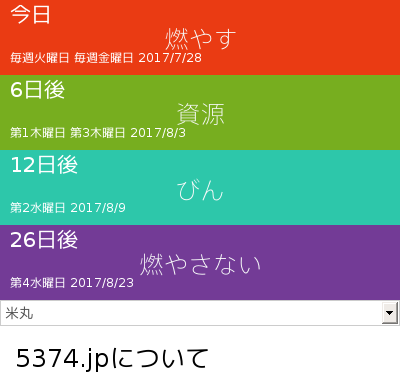 今日
燃やす
毎週火曜日 毎週金曜日 2017/7/28
6日後
資源
第1木曜日 第3木曜日 2017/8/3
12日後
びん
第2水曜日 2017/8/9
26日後
燃やさない
第4水曜日 2017/8/23
米丸
5374.jpについて